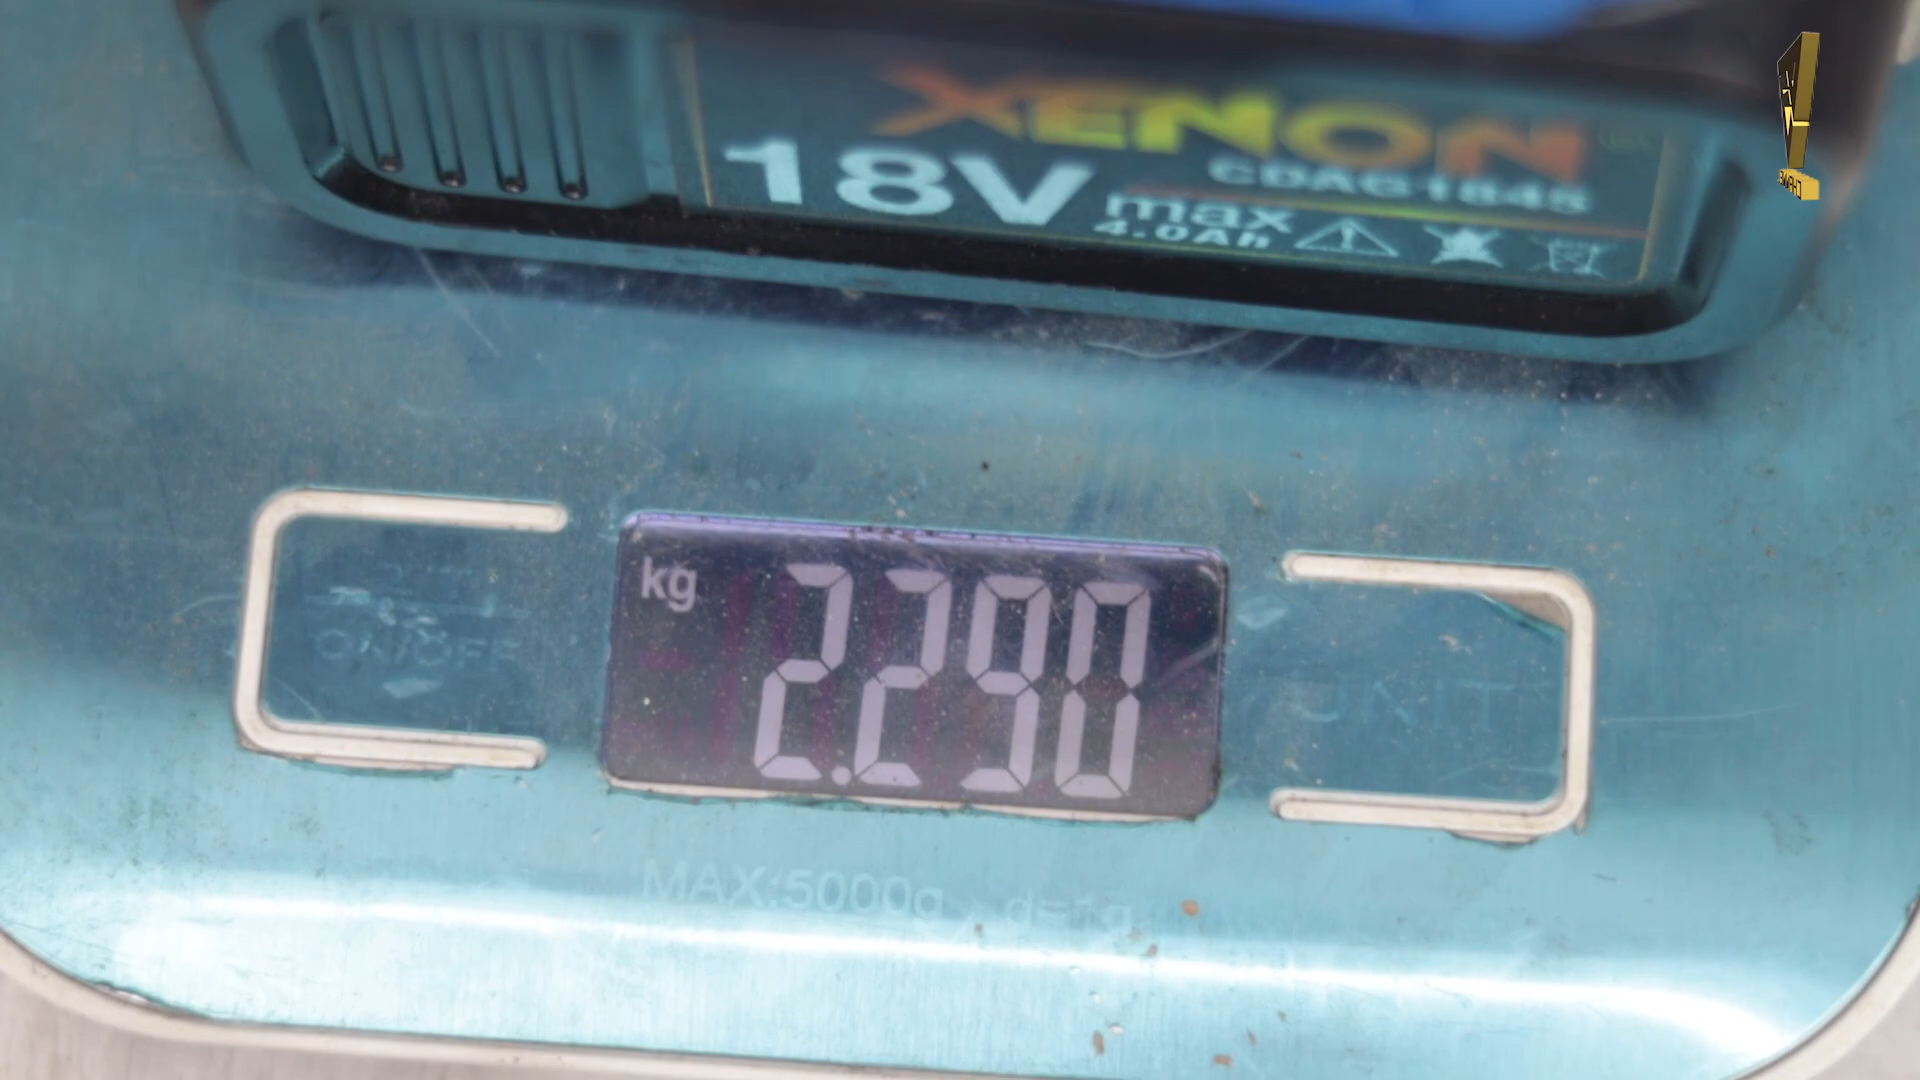 XENON
18V max
CDAG1845
4.0Ah
kg
2.290
ON/OFF
UNIT
MAX:5000g d=1g